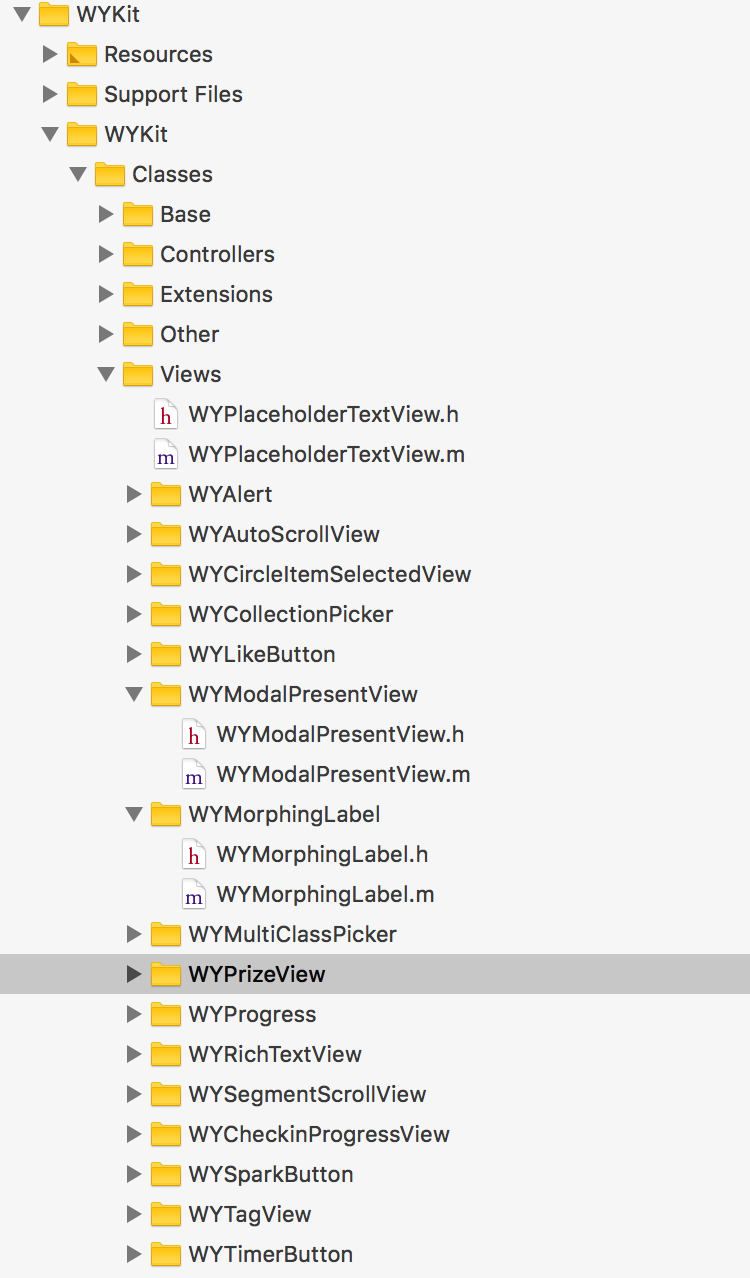 WYKit
Resources
Support Files
WYKit
Classes
Base
Controllers
Extensions
Other
Views
h WYPlaceholderTextView.h
m WYPlaceholderTextView.m
WYAlert
WYAutoScrollView
WYCircleItemSelectedView
WYCollectionPicker
WYLikeButton
WYModalPresentView
h WYModalPresentView.h
m WYModalPresentView.m
WYMorphingLabel
h WYMorphingLabel.h
m WYMorphingLabel.m
WYMultiClassPicker
WYPrizeView
WYProgress
WYRichTextView
WYSegmentScrollView
WYCheckinProgressView
WYSparkButton
WYTagView
WYTimerButton